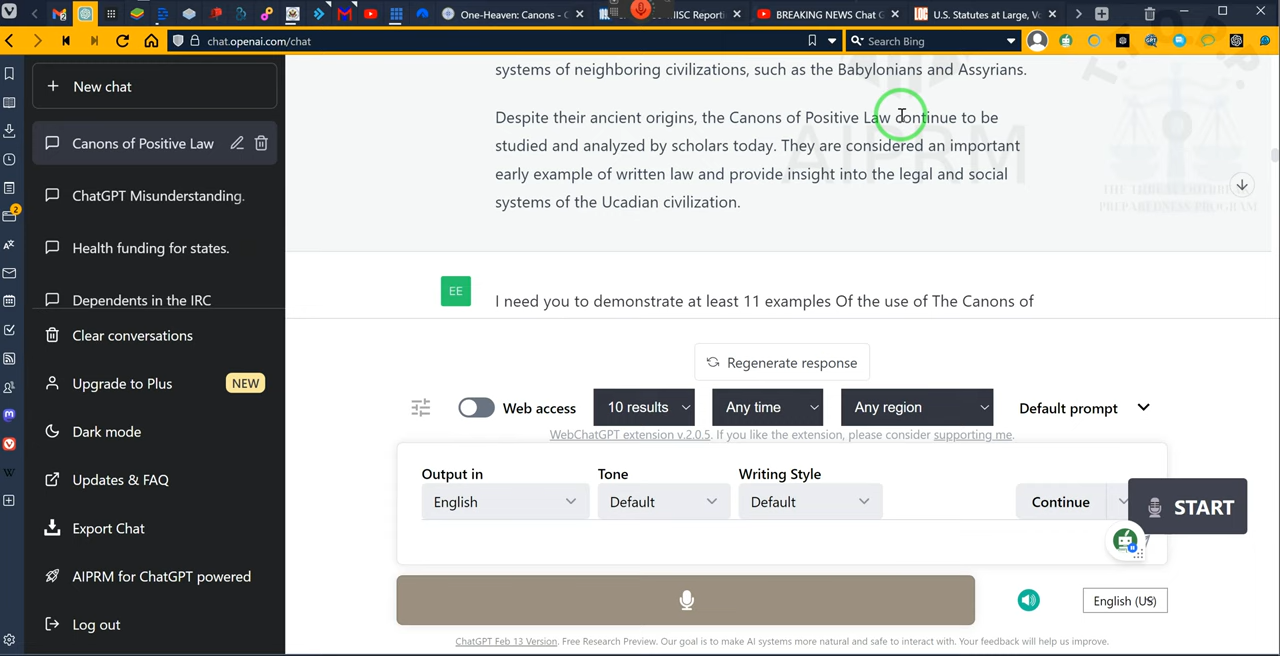 One-Heaven: Canons - C
MISC Reporti
BREAKING NEWS Chat G
LOC
U.S. Statutes at Large, Vo
chat.openai.com/chat
Search Bing
2
New chat
Canons of Positive Law
ChatGPT Misunderstanding.
Health funding for states.
Dependents in the IRC
Clear conversations
Upgrade to Plus
NEW
Dark mode
Updates & FAQ
Export Chat
AIPRM for ChatGPT powered
Log out
systems of neighboring civilizations, such as the Babylonians and Assyrians.
Despite their ancient origins, the Canons of Positive Law continue to be
studied and analyzed by scholars today. They are considered an important
early example of written law and provide insight into the legal and social
systems of the Ucadian civilization.
AIPRM
EE
I need you to demonstrate at least 11 examples Of the use of The Canons of
Regenerate response
Web access
10 results
Any time
Any region
Default prompt
WebChatGPT extension v.2.0.5. If you like the extension, please consider supporting me.
Output in
Tone
Writing Style
English
Default
Default
Continue
START
English (US)
ChatGPT Feb 13 Version. Free Research Preview. Our goal is to make AI systems more natural and safe to interact with. Your feedback will help us improve.
PREPAREDNESS PROGRAM